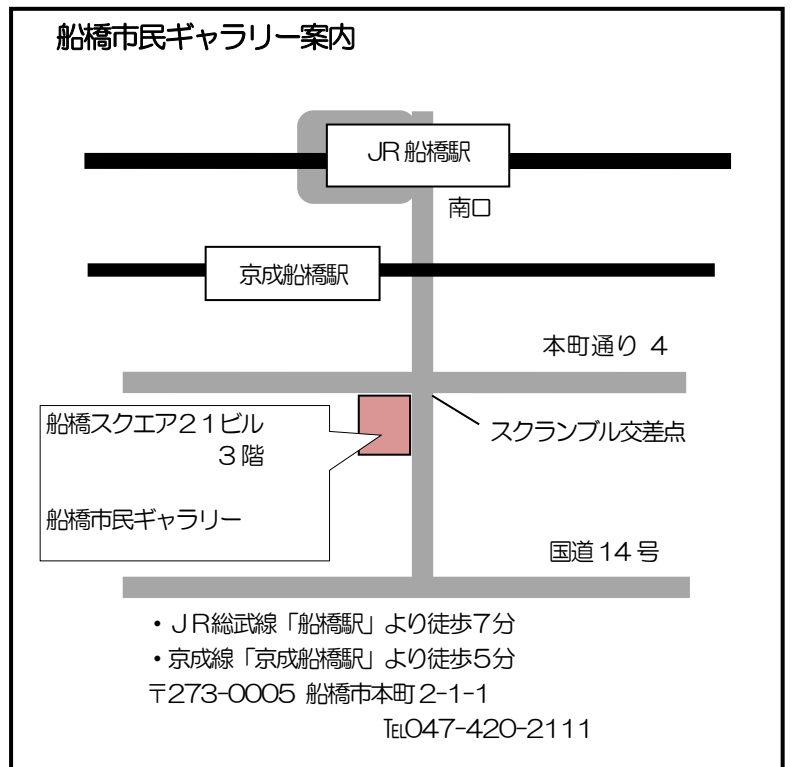 船橋市民ギャラリー案内
JR 船橋駅
南口
京成船橋駅
本町通り 4
スクランブル交差点
船橋スクエア21ビル
3階
船橋市民ギャラリー
国道14号
・JR総武線「船橋駅」より徒歩7分
・京成線「京成船橋駅」より徒歩5分
〒273-0005 船橋市本町2-1-1
℡047-420-2111